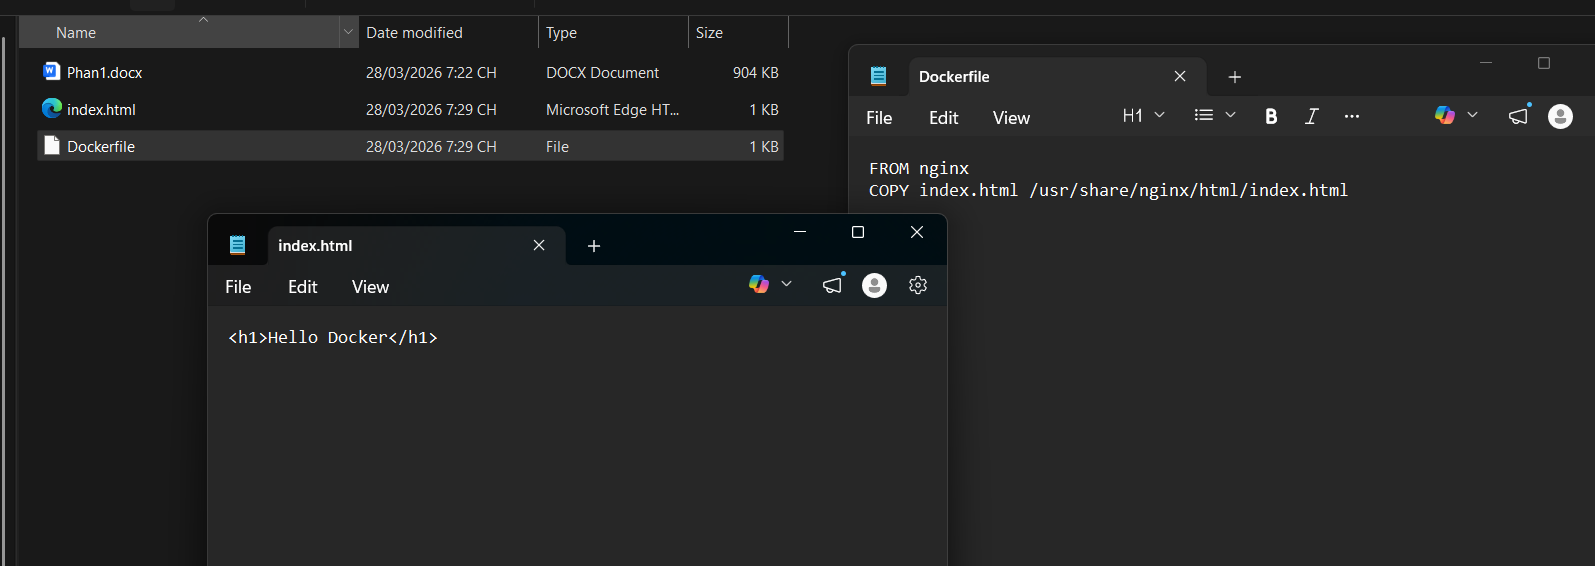 Name Date modified Type Size
Phan1.docx 28/03/2026 7:22 CH DOCX Document 904 KB
index.html 28/03/2026 7:29 CH Microsoft Edge HT... 1 KB
Dockerfile 28/03/2026 7:29 CH File 1 KB
Dockerfile
File Edit View H1
FROM nginx
COPY index.html /usr/share/nginx/html/index.html
index.html
File Edit View
<h1>Hello Docker</h1>